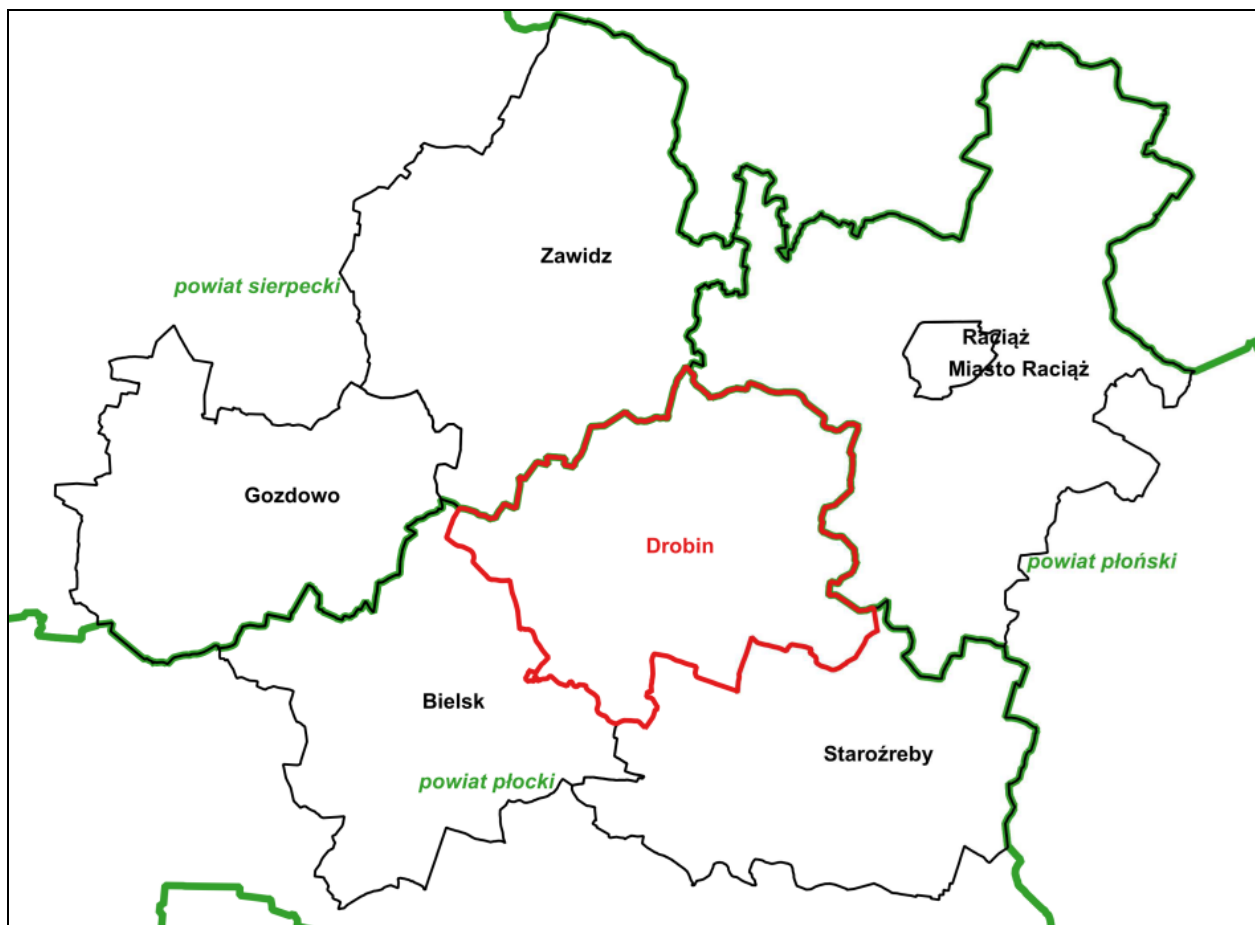 Zawidz
powiat sierpecki
Raciąż
Miasto Raciąż
Gozdowo
Drobin
powiat płoński
Bielsk
Staroźreby
powiat płocki